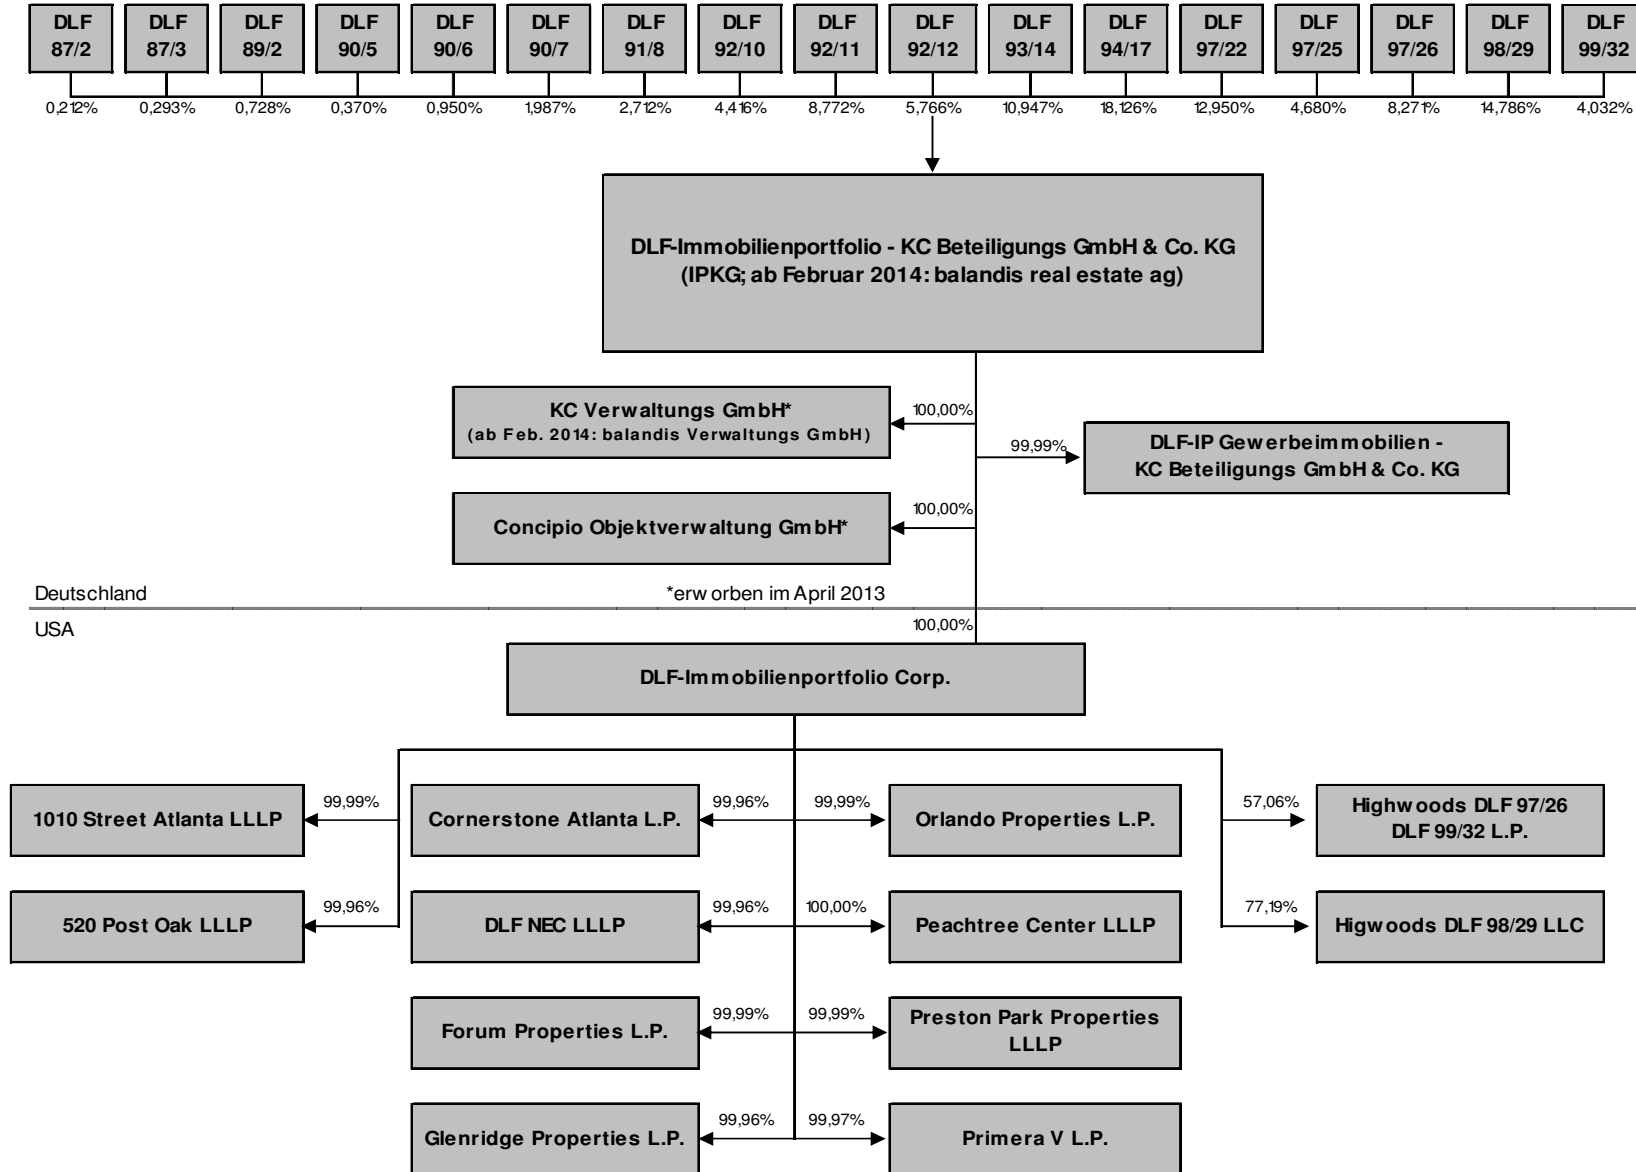 DLF 87/2
DLF 87/3
DLF 89/2
DLF 90/5
DLF 90/6
DLF 90/7
DLF 91/8
DLF 92/10
DLF 92/11
DLF 92/12
DLF 93/14
DLF 94/17
DLF 97/22
DLF 97/25
DLF 97/26
DLF 98/29
DLF 99/32
0,212% 0,293% 0,728% 0,370% 0,950% 1,987% 2,712% 4,416% 8,772% 5,766% 10,947% 18,126% 12,950% 4,680% 8,271% 14,786% 4,032%
DLF-Immobilienportfolio - KC Beteiligungs GmbH & Co. KG
(IPKG; ab Februar 2014: balandis real estate ag)
KC Verwaltungs GmbH*
(ab Feb. 2014: balandis Verwaltungs GmbH)
100,00%
99,99%
DLF-IP Gewerbeimmobilien -
KC Beteiligungs GmbH & Co. KG
100,00%
Concipio Objektverwaltung GmbH*
Deutschland
*erworben im April 2013
USA
100,00%
DLF-Immobilienportfolio Corp.
1010 Street Atlanta LLLP
99,99%
Cornerstone Atlanta L.P.
99,96%
99,99%
Orlando Properties L.P.
57,06%
Highwoods DLF 97/26
DLF 99/32 L.P.
520 Post Oak LLLP
99,96%
DLF NEC LLLP
99,96%
100,00%
Peachtree Center LLLP
77,19%
Higwoods DLF 98/29 LLC
Forum Properties L.P.
99,99%
99,99%
Preston Park Properties
LLLP
Glenridge Properties L.P.
99,96%
99,97%
Primera V L.P.